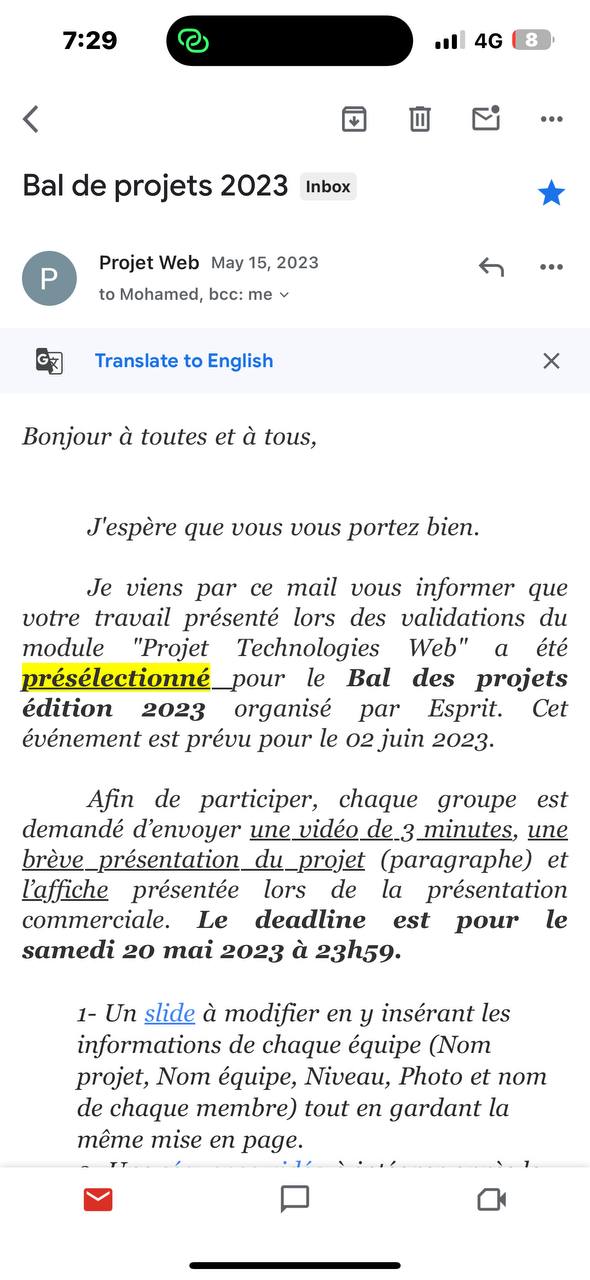 7:29
4G
8
Bal de projets 2023
Inbox
P
Projet Web May 15, 2023
to Mohamed, bcc: me
Translate to English
Bonjour à toutes et à tous,
J'espère que vous vous portez bien.
Je viens par ce mail vous informer que
votre travail présenté lors des validations du
module "Projet Technologies Web" a été
présélectionné pour le Bal des projets
édition 2023 organisé par Esprit. Cet
événement est prévu pour le 02 juin 2023.
Afin de participer, chaque groupe est
demandé d’envoyer une vidéo de 3 minutes, une
brève présentation du projet (paragraphe) et
l’affiche présentée lors de la présentation
commerciale. Le deadline est pour le
samedi 20 mai 2023 à 23h59.
1- Un slide à modifier en y insérant les
informations de chaque équipe (Nom
projet, Nom équipe, Niveau, Photo et nom
de chaque membre) tout en gardant la
même mise en page.